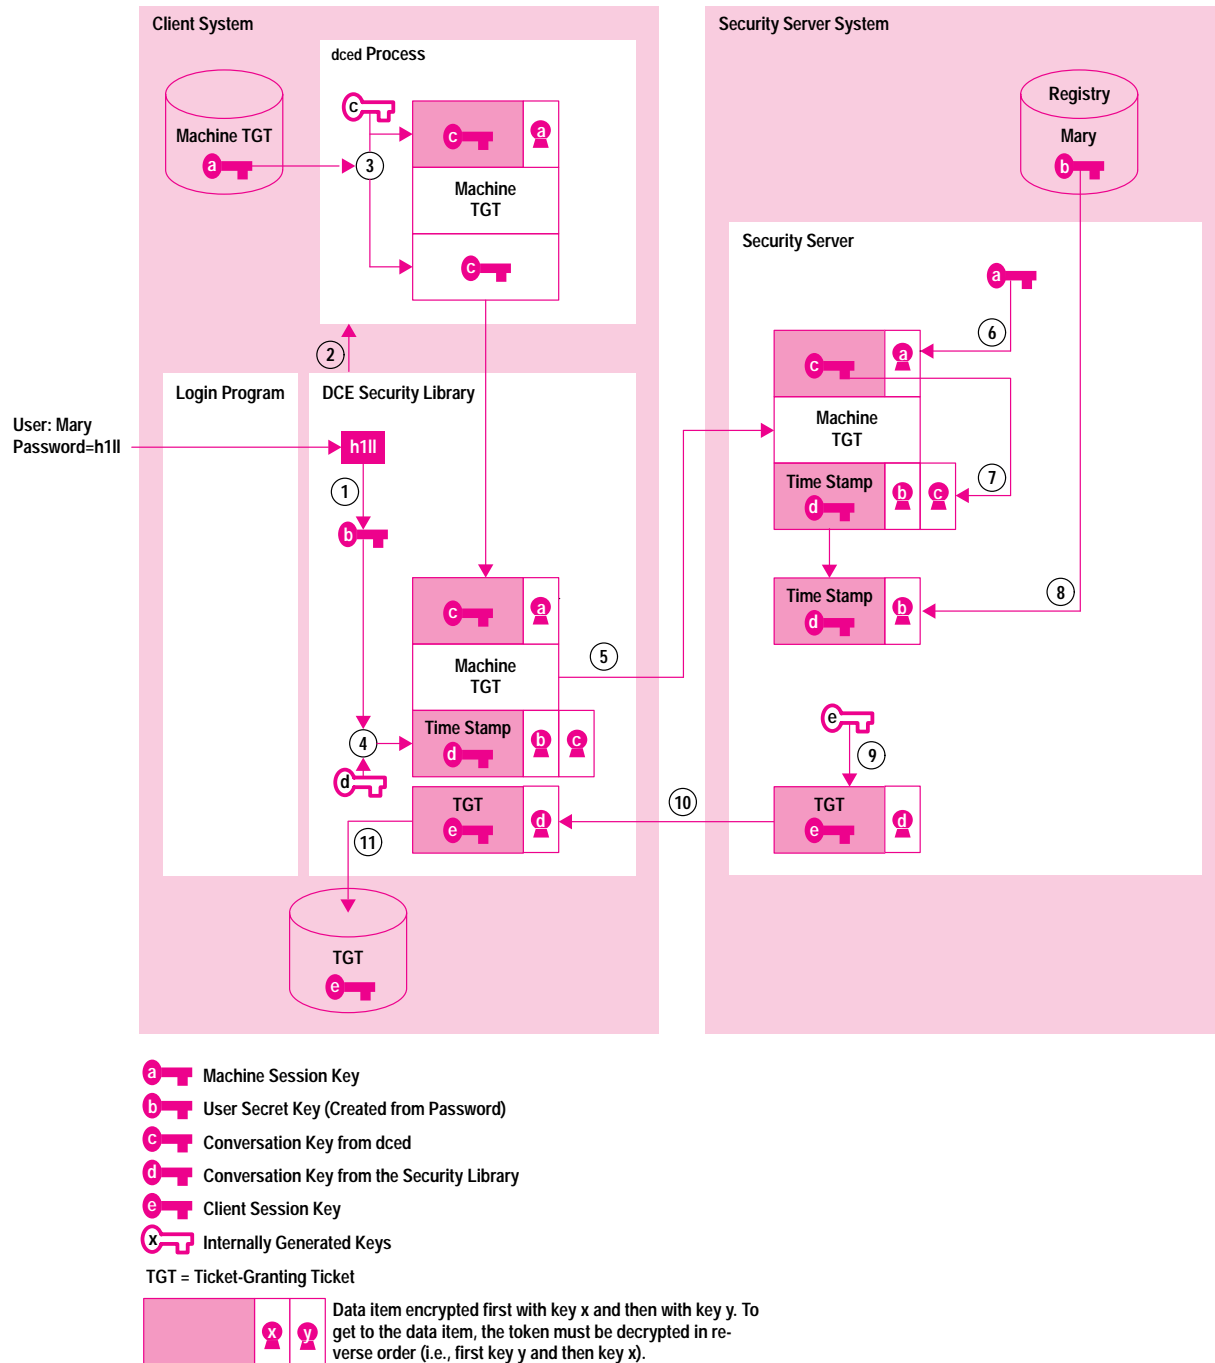 Client System
Security Server System
dced Process
c
Registry
Machine TGT
Mary
a
3
c
a
b
Machine
TGT
Security Server
c
a
6
2
c
a
Login Program
DCE Security Library
Machine
TGT
User: Mary
Password=h1ll
h1ll
7
Time Stamp
1
d
b
c
b
8
Time Stamp
c
a
d
b
5
Machine
TGT
e
Time Stamp
4
d
b
c
9
d
10
TGT
TGT
11
e
d
e
d
TGT
e
a Machine Session Key
b User Secret Key (Created from Password)
c Conversation Key from dced
d Conversation Key from the Security Library
e Client Session Key
x Internally Generated Keys
TGT = Ticket-Granting Ticket
x y
Data item encrypted first with key x and then with key y. To
get to the data item, the token must be decrypted in re-
verse order (i.e., first key y and then key x).